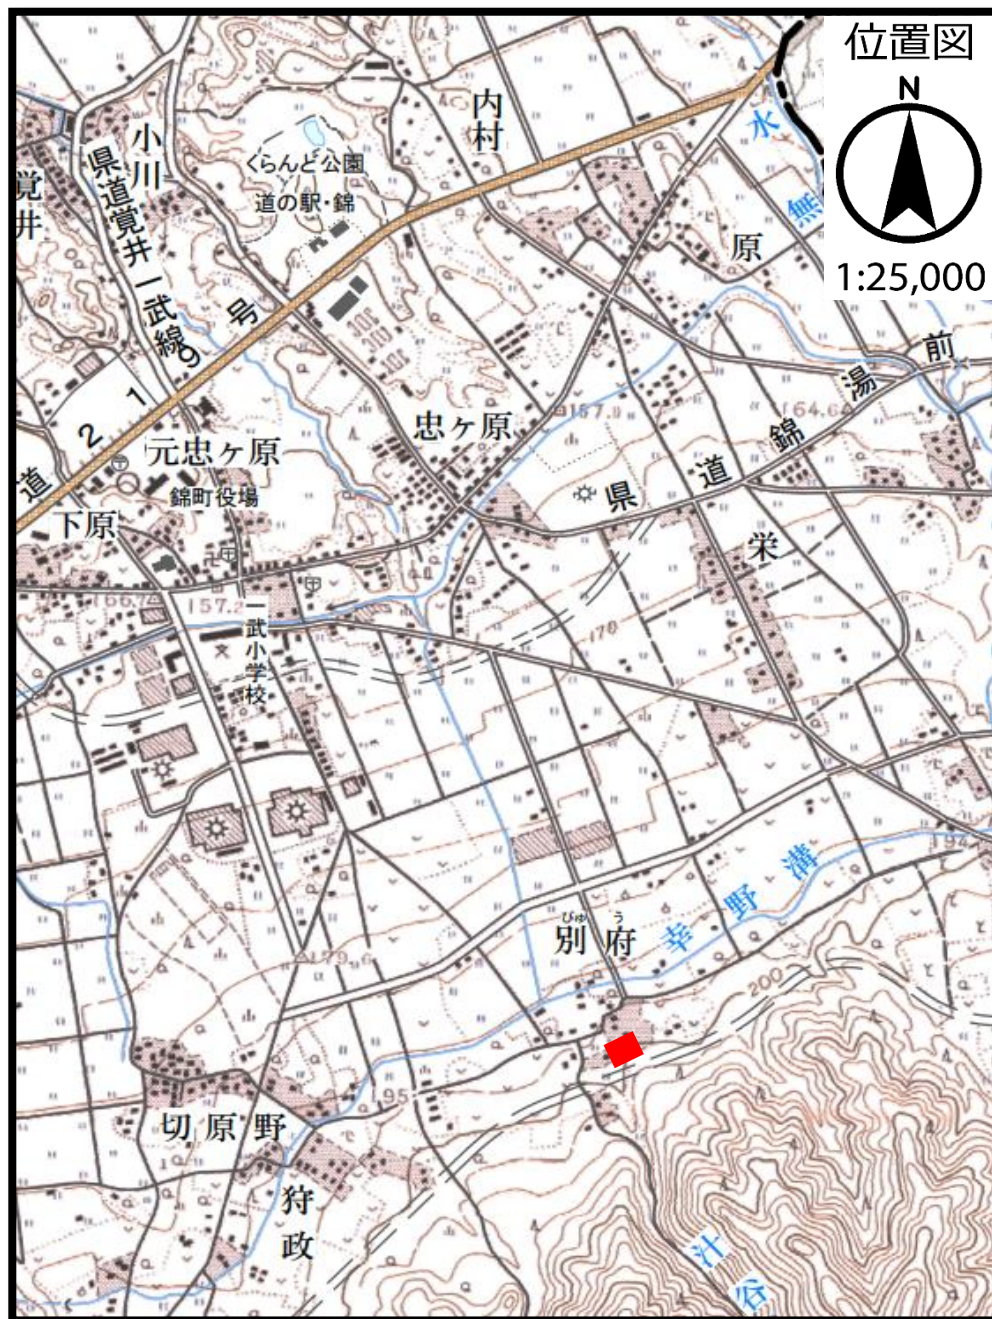 位置図
N
1:25,000
内村
小川
覚井
県道覚井一武線
くらんど公園
道の駅・錦
水無
原
道219号
前
湯
錦
道
県
157.8
164.6
忠ヶ原
元忠ヶ原
錦町役場
下原
栄
166.7
157.2
一武小学校
170
194
幸野溝
びゅう
別府
179.6
200
195
切原野
狩政
汁谷